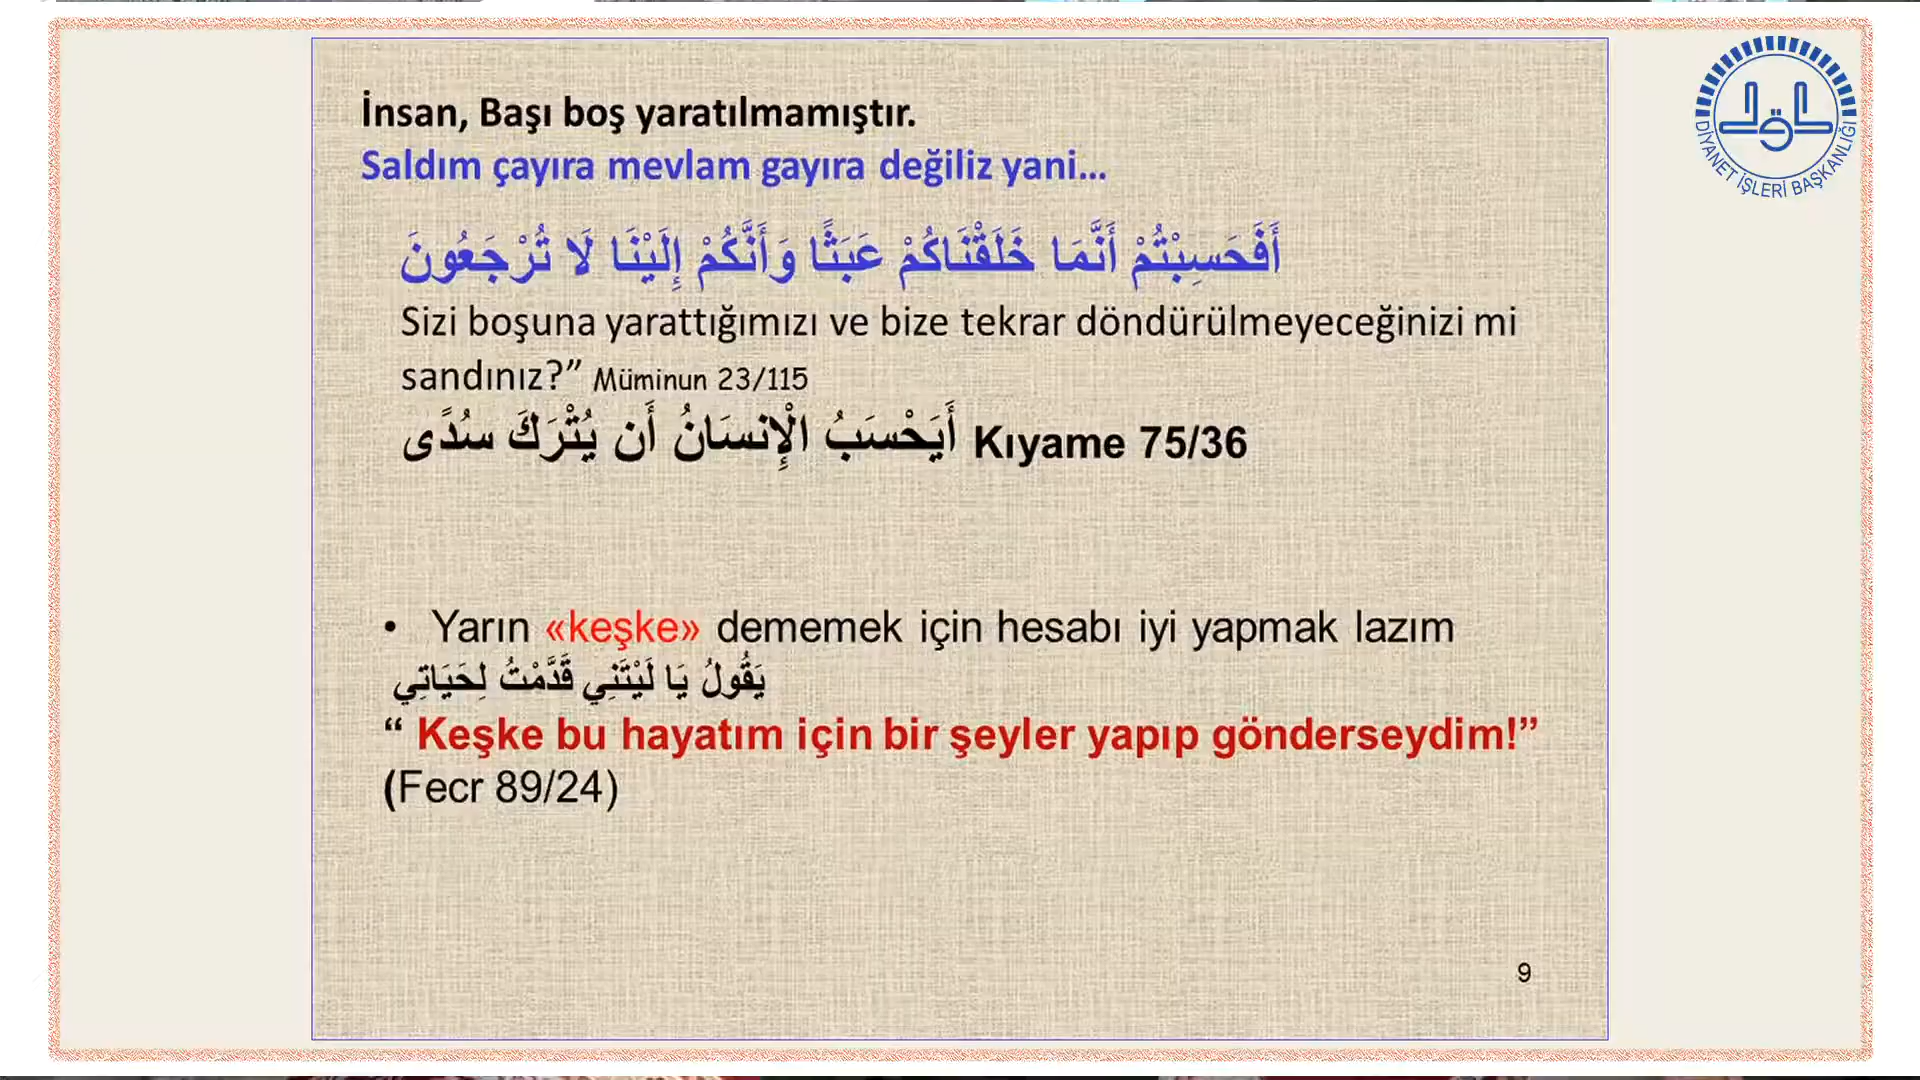 İnsan, Başı boş yaratılmamıştır.
Saldım çayıra mevlam gayıra değiliz yani...
أَفَحَسِبْتُمْ أَنَّمَا خَلَقْنَاكُمْ عَبَثًا وَأَنَّكُمْ إِلَيْنَا لَا تُرْجَعُونَ
Sizi boşuna yarattığımızı ve bize tekrar döndürülmeyeceğinizi mi
sandınız?” Müminun 23/115
أَيَحْسَبُ الْإِنسَانُ أَن يُتْرَكَ سُدًى Kıyame 75/36
• Yarın «keşke» dememek için hesabı iyi yapmak lazım
يَقُولُ يَا لَيْتَنِي قَدَّمْتُ لِحَيَاتِي
“ Keşke bu hayatım için bir şeyler yapıp gönderseydim!”
(Fecr 89/24)
9
DİYANET İŞLERİ BAŞKANLIĞI